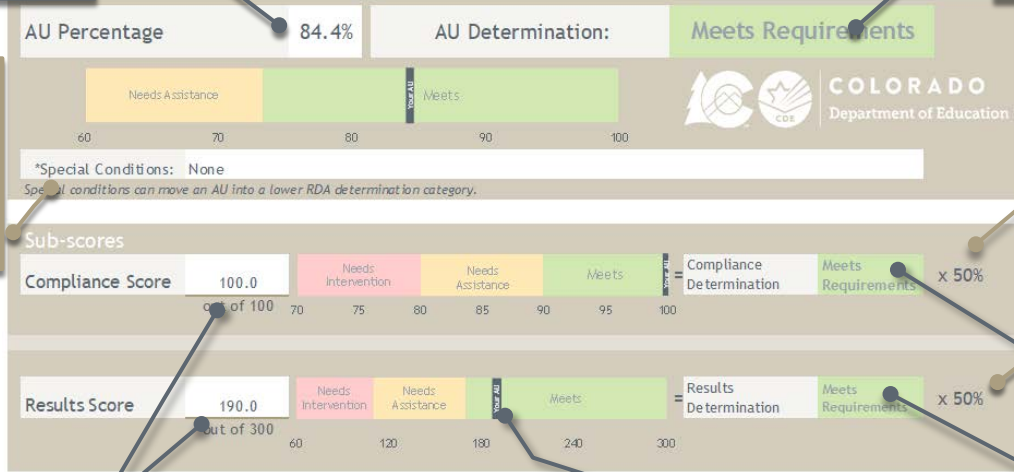 AU Percentage 84.4% AU Determination: Meets Requirements
Needs Assistance Your AU Meets
60 70 80 90 100
COLORADO
Department of Education
CDE
*Special Conditions: None
Special conditions can move an AU into a lower RDA determination category.
Sub-scores
Compliance Score 100.0 Needs Intervention Needs Assistance Meets Your AU = Compliance Determination Meets Requirements x 50%
out of 100 70 75 80 85 90 95 100
Results Score 190.0 Needs Intervention Needs Assistance Your AU Meets = Results Determination Meets Requirements x 50%
out of 300 60 120 180 240 300